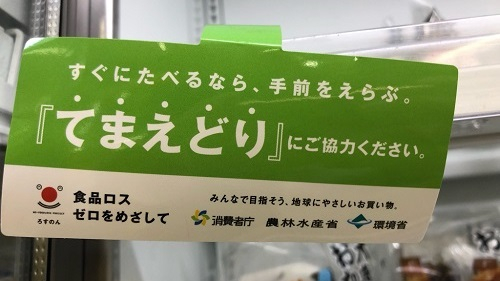 すぐにたべるなら、手前をえらぶ。
『てまえどり』にご協力ください。
食品ロス
ゼロをめざして
ろすのん
みんなで目指そう、地球にやさしいお買い物。
消費者庁 農林水産省 環境省